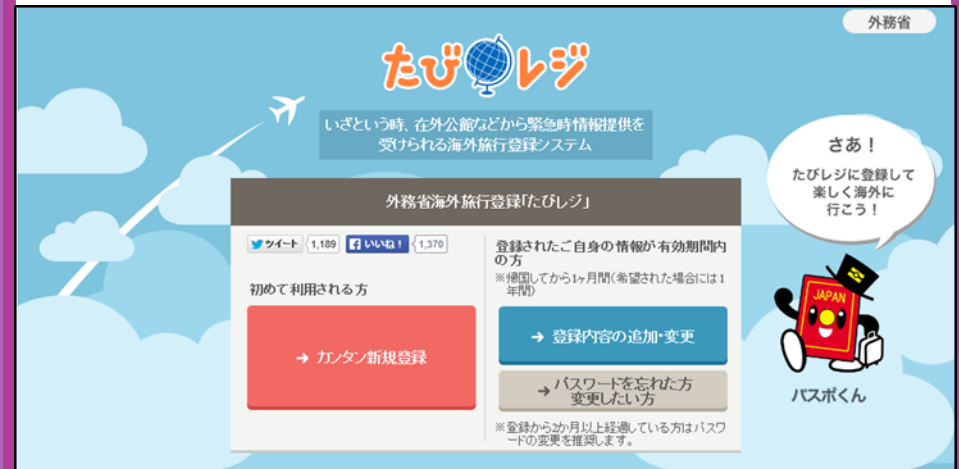 外務省
たびレジ
いざという時、在外公館などから緊急時情報提供を
受けられる海外旅行登録システム
さあ！
たびレジに登録して
楽しく海外に
行こう！
外務省海外旅行登録「たびレジ」
ツイート 1,189 いいね！ 1,370
初めて利用される方
→ カンタン新規登録
登録されたご自身の情報が有効期間内
の方
※帰国してから1ヶ月間（希望された場合には1
年間）
→ 登録内容の追加・変更
→ パスワードを忘れた方
変更したい方
※登録から2か月以上経過している方はパスワ
ードの変更を推奨します。
JAPAN
パスポくん